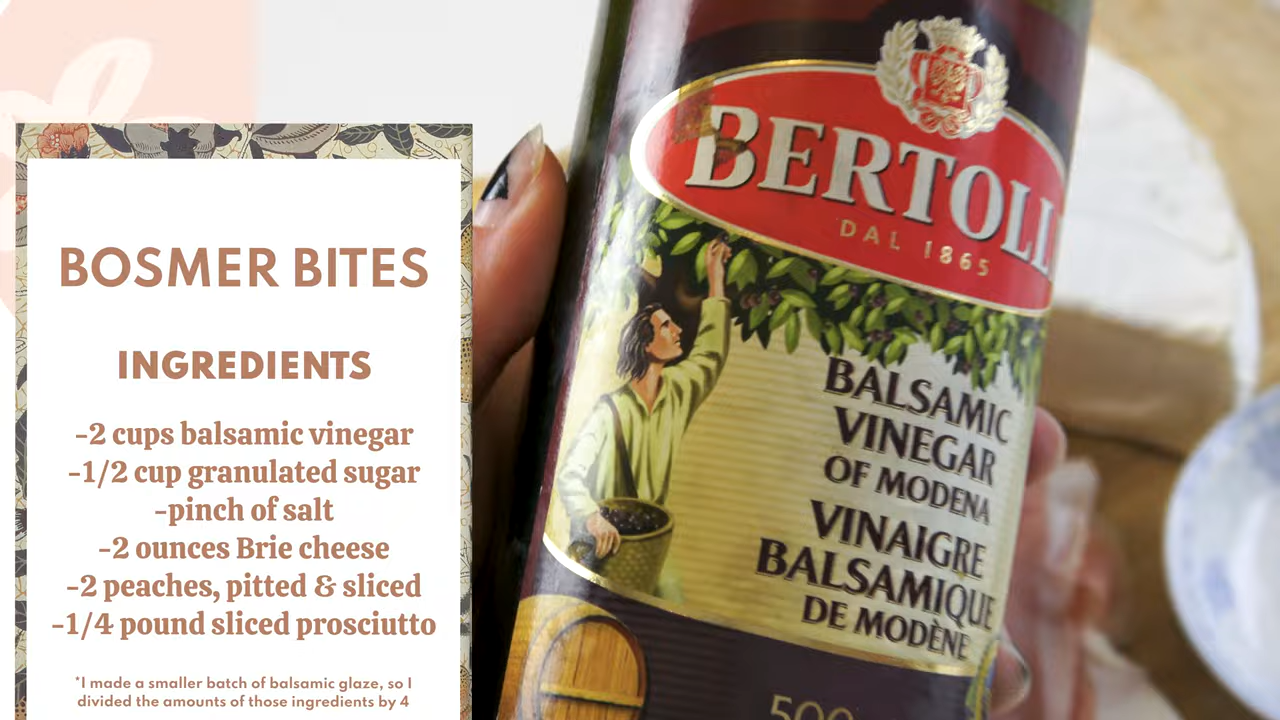 BOSMER BITES
INGREDIENTS
-2 cups balsamic vinegar
-1/2 cup granulated sugar
-pinch of salt
-2 ounces Brie cheese
-2 peaches, pitted & sliced
-1/4 pound sliced prosciutto
*I made a smaller batch of balsamic glaze, so I
divided the amounts of those ingredients by 4
BERTOLLI
DAL 1865
BALSAMIC
VINEGAR
OF MODENA
VINAIGRE
BALSAMIQUE
DE MODÈNE
500